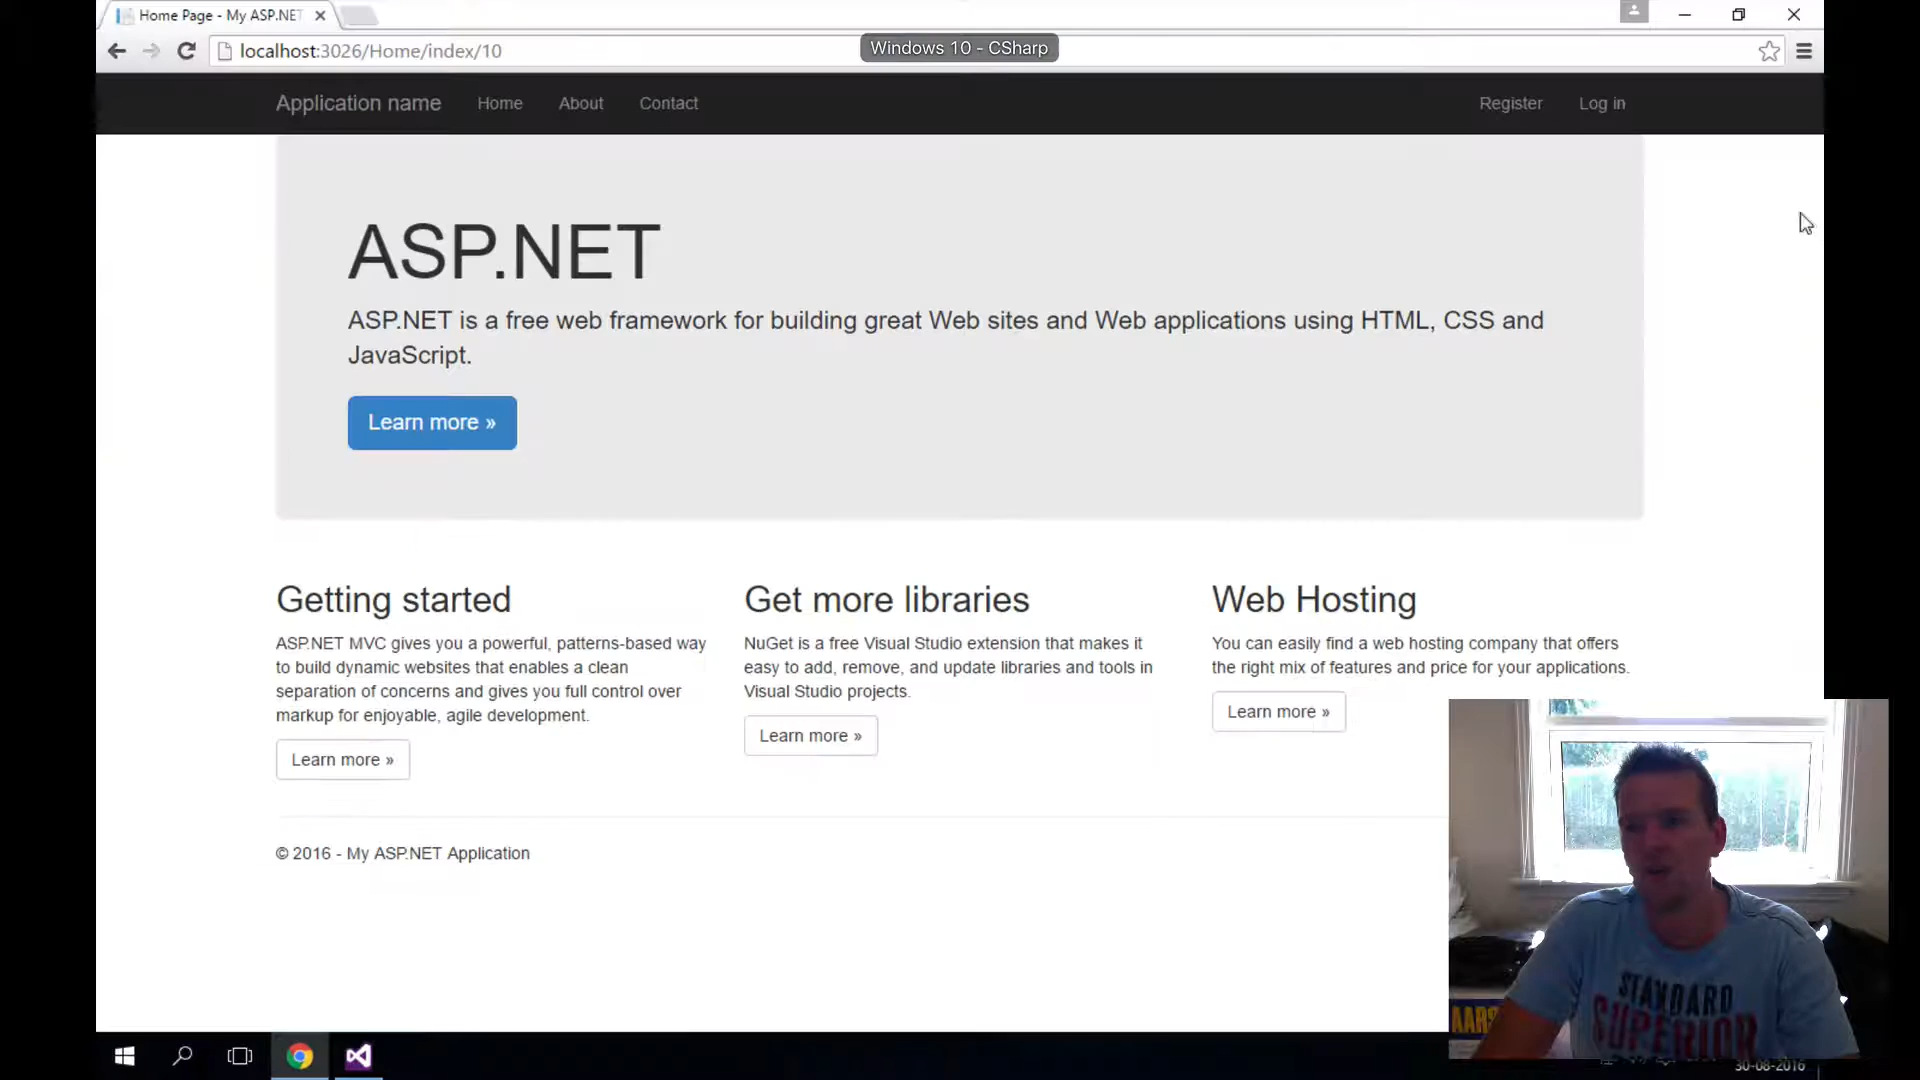 Home Page - My ASP.NET
localhost:3026/Home/index/10
Windows 10 - CSharp
Application name Home About Contact Register Log in
ASP.NET
ASP.NET is a free web framework for building great Web sites and Web applications using HTML, CSS and
JavaScript.
Learn more »
Getting started
ASP.NET MVC gives you a powerful, patterns-based way
to build dynamic websites that enables a clean
separation of concerns and gives you full control over
markup for enjoyable, agile development.
Learn more »
Get more libraries
NuGet is a free Visual Studio extension that makes it
easy to add, remove, and update libraries and tools in
Visual Studio projects.
Learn more »
Web Hosting
You can easily find a web hosting company that offers
the right mix of features and price for your applications.
Learn more »
© 2016 - My ASP.NET Application
STANDARD
SUPERIOR
AARS
30-08-2016